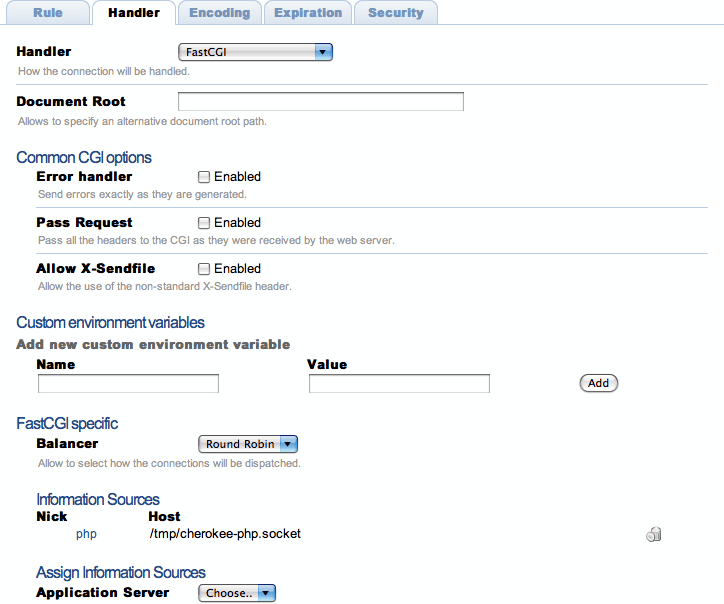 Rule Handler Encoding Expiration Security
Handler FastCGI
How the connection will be handled.
Document Root
Allows to specify an alternative document root path.
Common CGI options
Error handler Enabled
Send errors exactly as they are generated.
Pass Request Enabled
Pass all the headers to the CGI as they were received by the web server.
Allow X-Sendfile Enabled
Allow the use of the non-standard X-Sendfile header.
Custom environment variables
Add new custom environment variable
Name Value
Add
FastCGI specific
Balancer Round Robin
Allow to select how the connections will be dispatched.
Information Sources
Nick Host
php /tmp/cherokee-php.socket
Assign Information Sources
Application Server Choose..